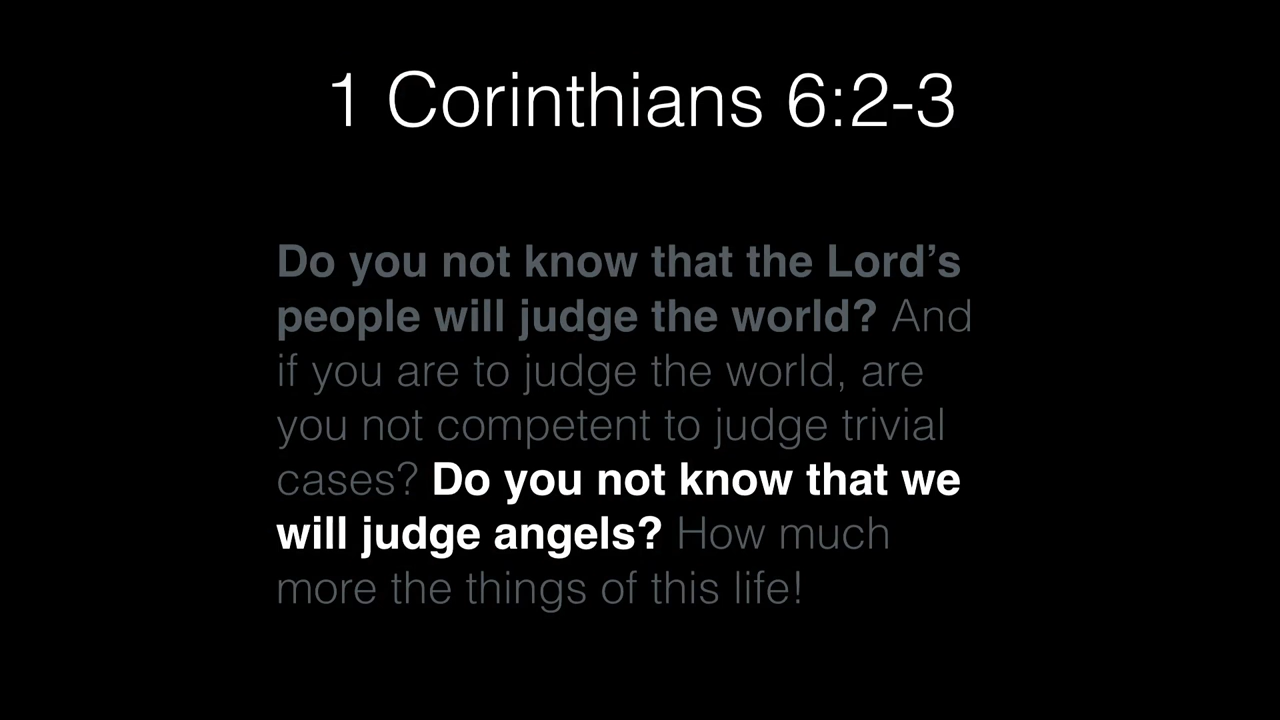 1 Corinthians 6:2-3
Do you not know that the Lord’s
people will judge the world? And
if you are to judge the world, are
you not competent to judge trivial
cases? Do you not know that we
will judge angels? How much
more the things of this life!